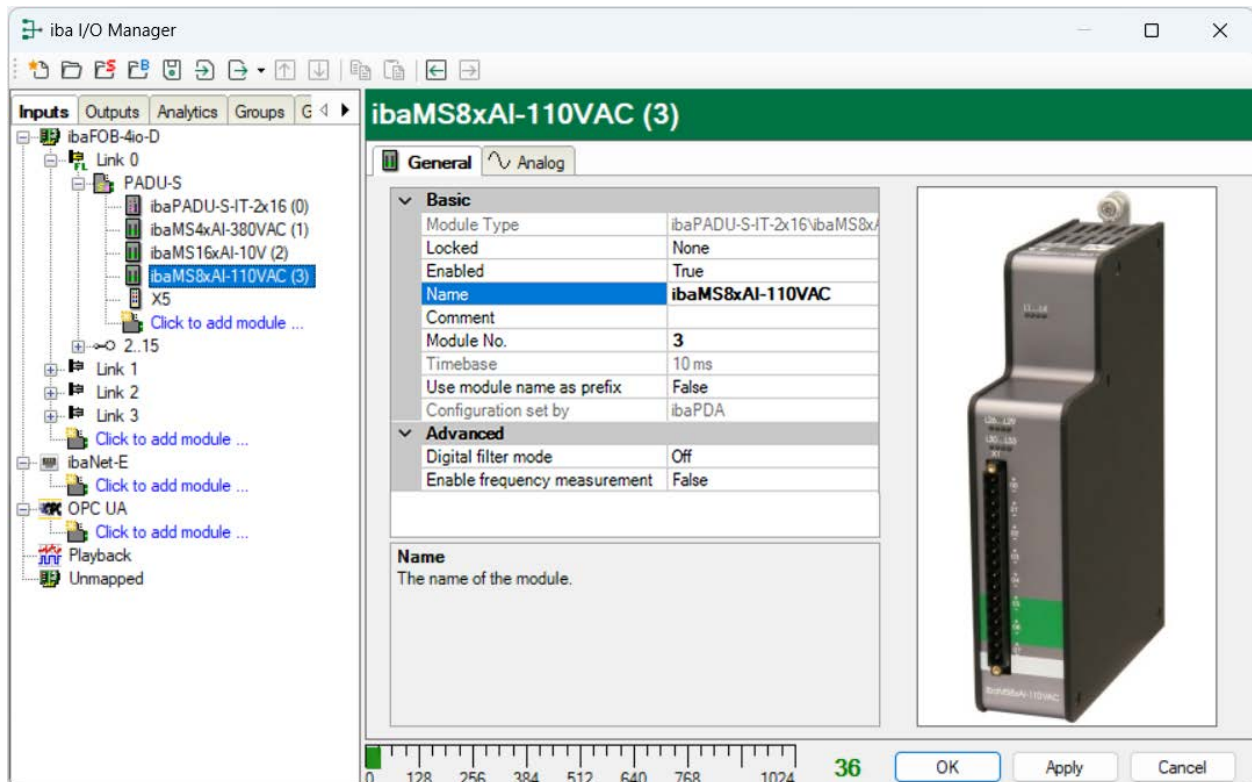 iba I/O Manager
Inputs Outputs Analytics Groups G
ibaFOB-4io-D
Link 0
PADU-S
ibaPADU-S-IT-2x16 (0)
ibaMS4xAI-380VAC (1)
ibaMS16xAI-10V (2)
ibaMS8xAI-110VAC (3)
X5
Click to add module ...
2..15
Link 1
Link 2
Link 3
Click to add module ...
ibaNet-E
Click to add module ...
OPC UA
Click to add module ...
Playback
Unmapped
ibaMS8xAI-110VAC (3)
General Analog
Basic
Module Type ibaPADU-S-IT-2x16\ibaMS8xA
Locked None
Enabled True
Name ibaMS8xAI-110VAC
Comment
Module No. 3
Timebase 10 ms
Use module name as prefix False
Configuration set by ibaPDA
Advanced
Digital filter mode Off
Enable frequency measurement False
Name
The name of the module.
X1
ibaMS8xAI-110VAC
0 128 256 384 512 640 768 1024
36 OK Apply Cancel